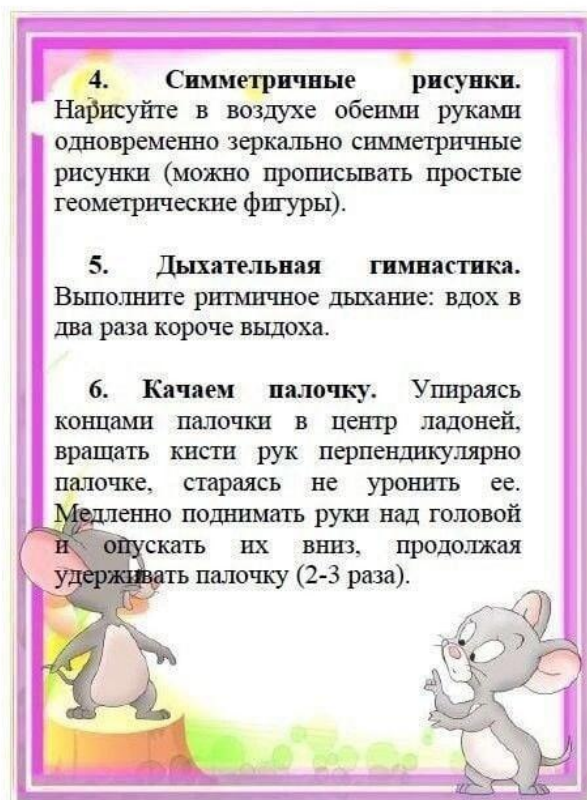 4. Симметричные рисунки.
Нарисуйте в воздухе обеими руками
одновременно зеркально симметричные
рисунки (можно прописывать простые
геометрические фигуры).
5. Дыхательная гимнастика.
Выполните ритмичное дыхание: вдох в
два раза короче выдоха.
6. Качаем палочку. Упираясь
концами палочки в центр ладоней,
вращать кисти рук перпендикулярно
палочке, стараясь не уронить ее.
Медленно поднимать руки над головой
и опускать их вниз, продолжая
удерживать палочку (2-3 раза).